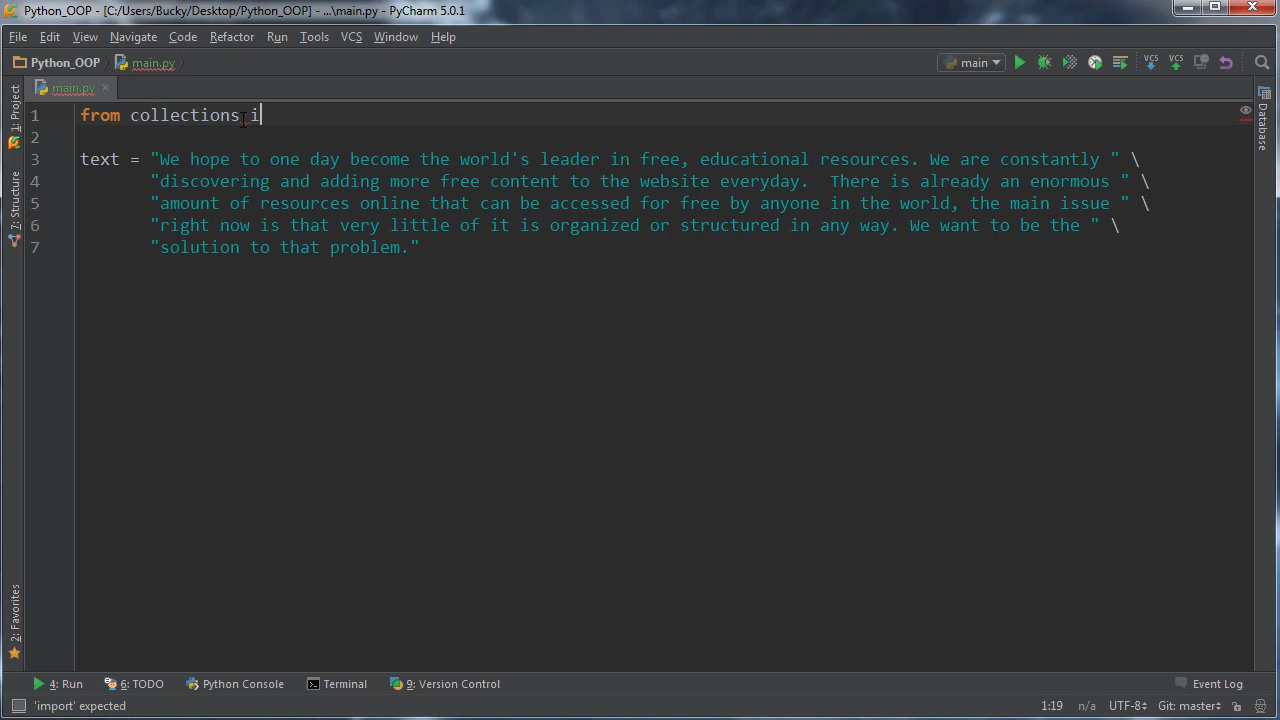 Python_OOP - [C:/Users/Bucky/Desktop/Python_OOP] - ...\main.py - PyCharm 5.0.1
File Edit View Navigate Code Refactor Run Tools VCS Window Help
Python_OOP main.py main VCS VCS
1: Project
7: Structure
2: Favorites
main.py
Database
1 from collections i
2
3 text = "We hope to one day become the world's leader in free, educational resources. We are constantly " \
4 "discovering and adding more free content to the website everyday.  There is already an enormous " \
5 "amount of resources online that can be accessed for free by anyone in the world, the main issue " \
6 "right now is that very little of it is organized or structured in any way. We want to be the " \
7 "solution to that problem."
4: Run 6: TODO Python Console Terminal 9: Version Control Event Log
'import' expected 1:19 n/a UTF-8 Git: master